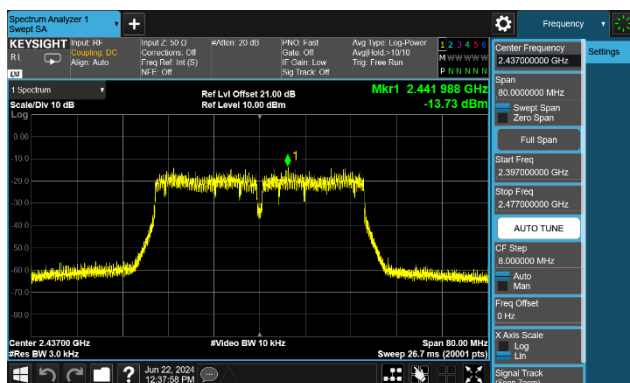 Spectrum Analyzer 1
Swept SA
+
Frequency
KEYSIGHT
R L
LXI
Input: RF
Coupling: DC
Align: Auto
Input Z: 50 Ω
Corrections: Off
Freq Ref: Int (S)
NFE: Off
#Atten: 20 dB
PNO: Fast
Gate: Off
IF Gain: Low
Sig Track: Off
Avg Type: Log-Power
Avg|Hold:>10/10
Trig: Free Run
1 2 3 4 5 6
M W W W W W
P N N N N N
1 Spectrum
Scale/Div 10 dB
Log
Ref Lvl Offset 21.00 dB
Ref Level 10.00 dBm
Mkr1 2.441 988 GHz
-13.73 dBm
0.00
-10.0
-20.0
-30.0
-40.0
-50.0
-60.0
-70.0
-80.0
1
Center 2.43700 GHz
#Res BW 3.0 kHz
#Video BW 10 kHz
Span 80.00 MHz
Sweep 26.7 ms (20001 pts)
?
Jun 22, 2024
12:37:58 PM
Center Frequency
2.437000000 GHz
Settings
Span
80.0000000 MHz
Swept Span
Zero Span
Full Span
Start Freq
2.397000000 GHz
Stop Freq
2.477000000 GHz
AUTO TUNE
CF Step
8.000000 MHz
Auto
Man
Freq Offset
0 Hz
X Axis Scale
Log
Lin
Signal Track
(Span Zoom)